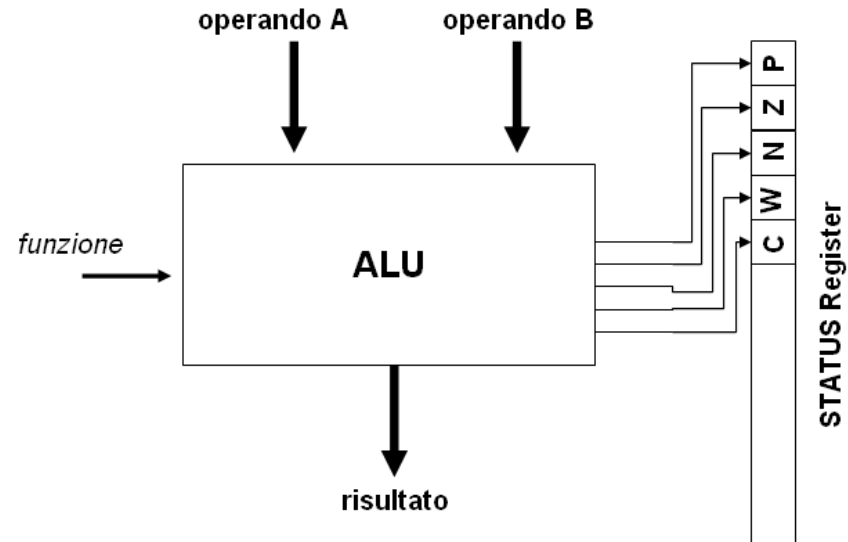 operando A
operando B
P
Z
N
W
C
funzione
ALU
STATUS Register
risultato